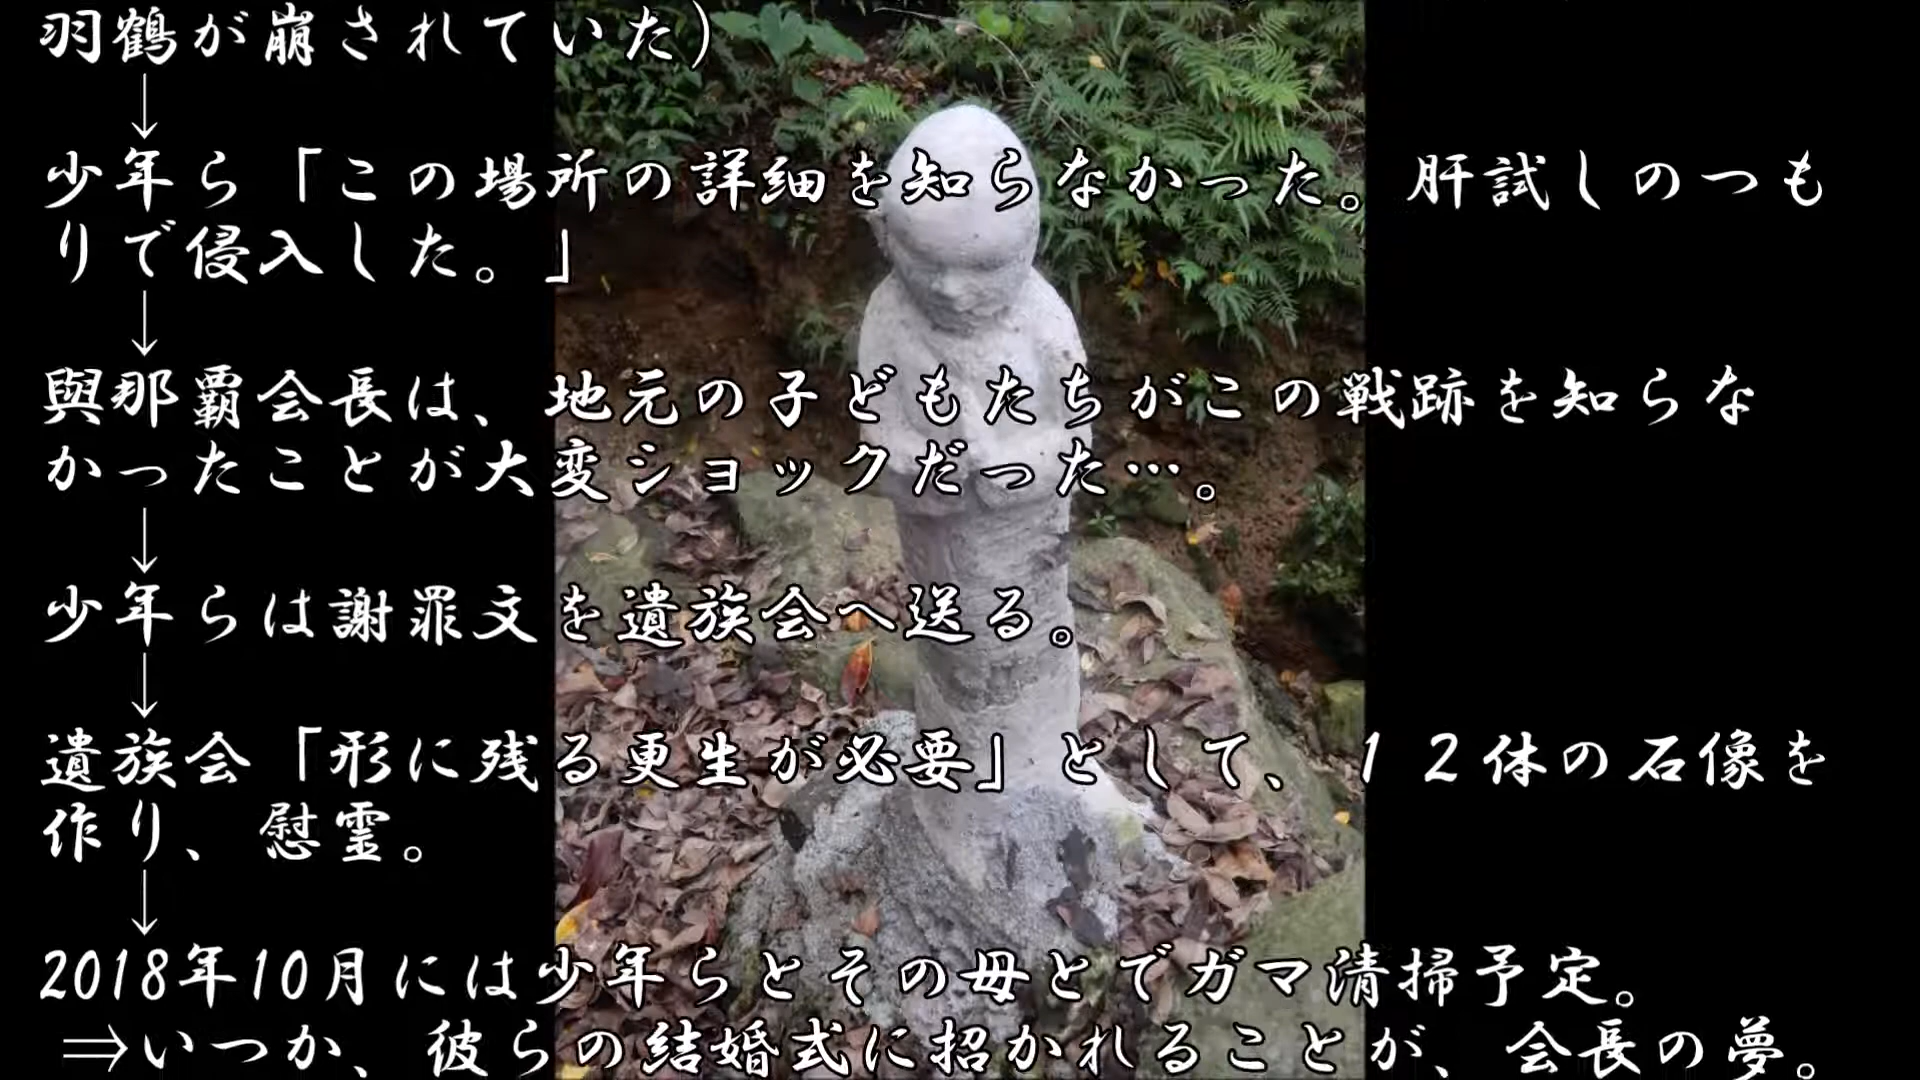 羽鶴が崩されていた)
↓
少年ら「この場所の詳細を知らなかった。肝試しのつも
りで侵入した。」
↓
與那覇会長は、地元の子どもたちがこの戦跡を知らな
かったことが大変ショックだった…。
↓
少年らは謝罪文を遺族会へ送る。
↓
遺族会「形に残る更生が必要」として、１２体の石像を
作り、慰霊。
↓
2018年10月には少年らとその母とでガマ清掃予定。
⇒いつか、彼らの結婚式に招かれることが、会長の夢。